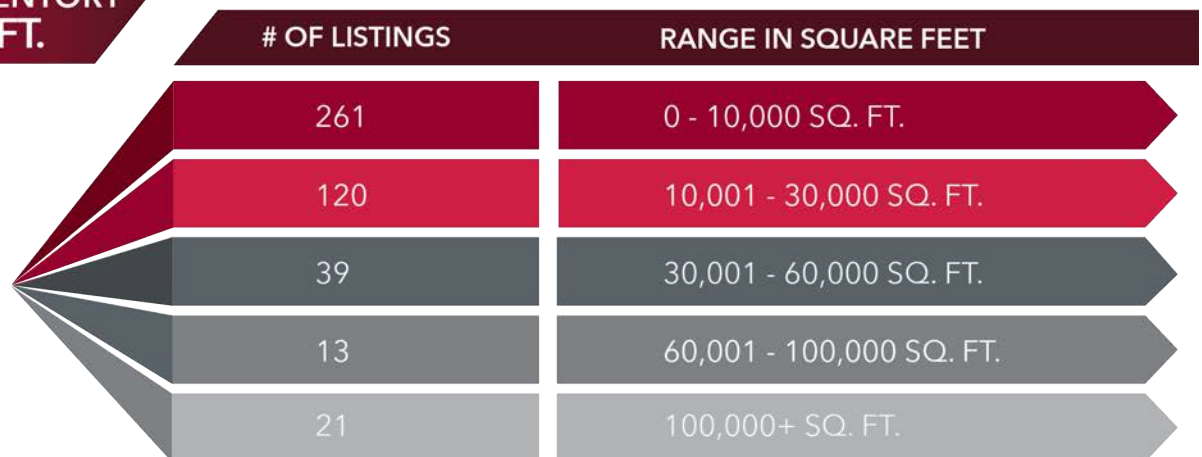 FT.
# OF LISTINGS RANGE IN SQUARE FEET
261 0 - 10,000 SQ. FT.
120 10,001 - 30,000 SQ. FT.
39 30,001 - 60,000 SQ. FT.
13 60,001 - 100,000 SQ. FT.
21 100,000+ SQ. FT.